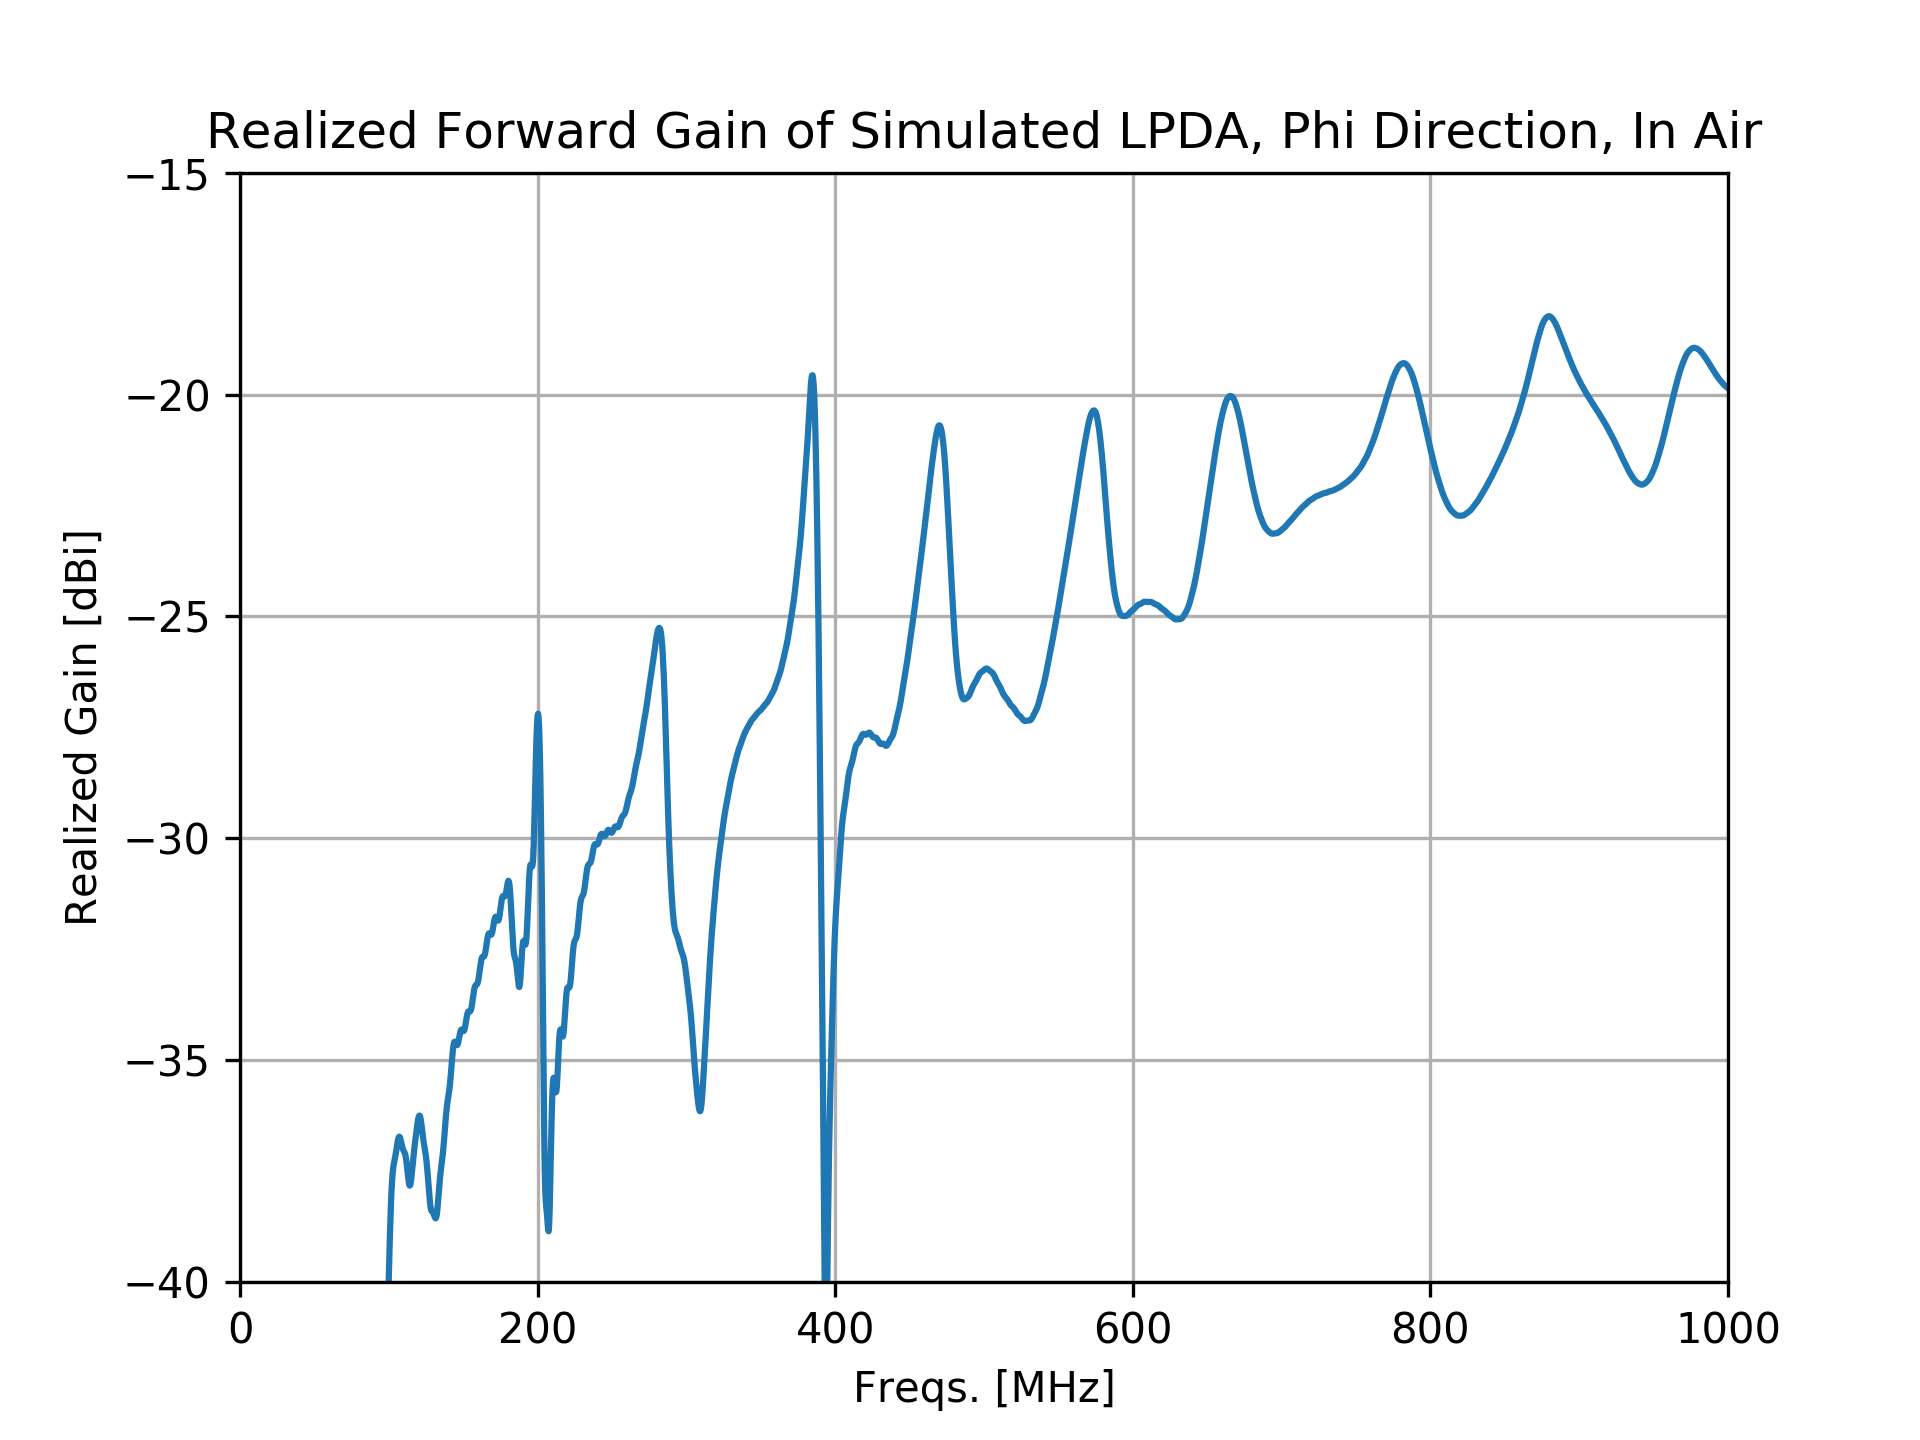 Realized Forward Gain of Simulated LPDA, Phi Direction, In Air
Realized Gain [dBi]
−15
−20
−25
−30
−35
−40
0 200 400 600 800 1000
Freqs. [MHz]